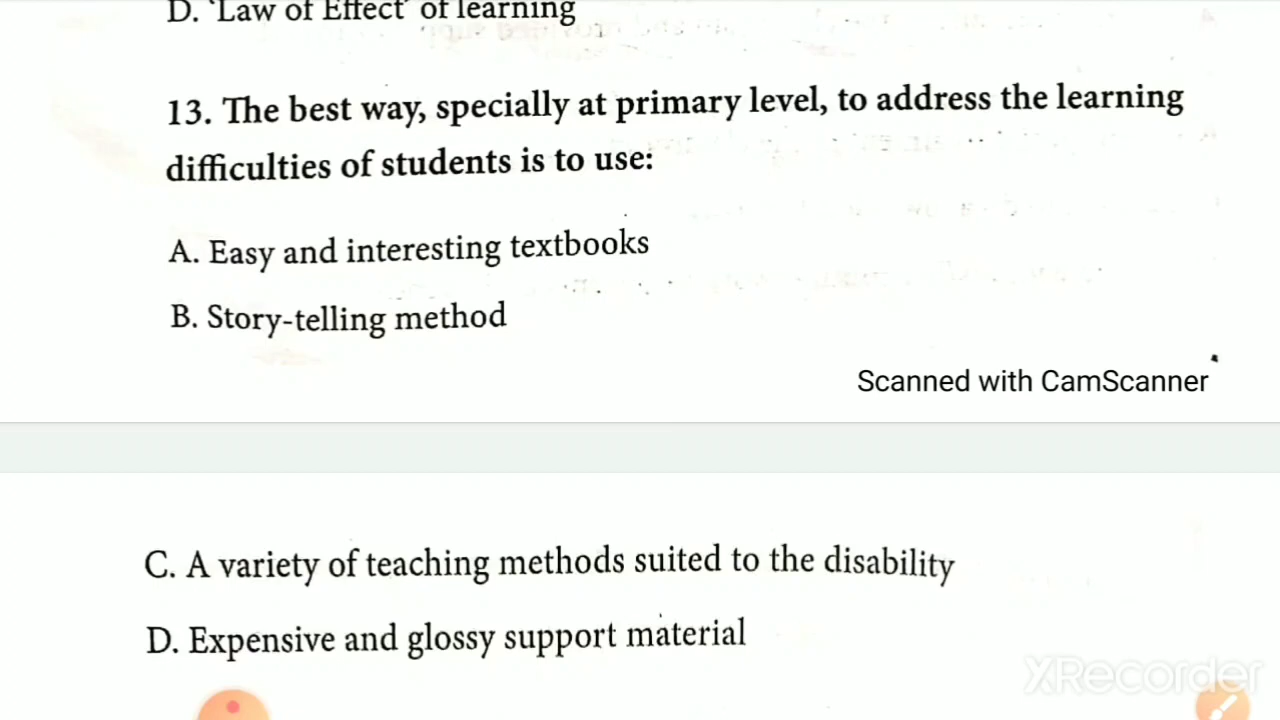 D. 'Law of Effect' of learning
13. The best way, specially at primary level, to address the learning
difficulties of students is to use:
A. Easy and interesting textbooks
B. Story-telling method
Scanned with CamScanner
C. A variety of teaching methods suited to the disability
D. Expensive and glossy support material
XRecorder